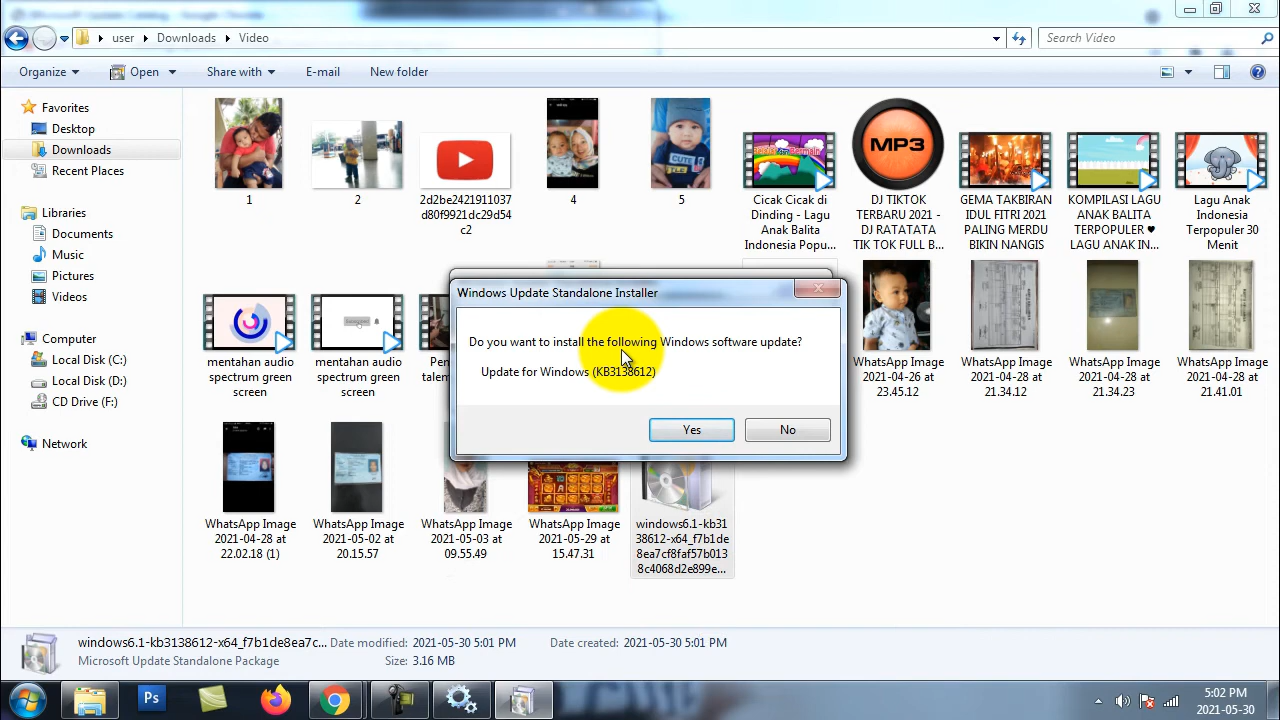 user
Downloads
Video
Search Video
Organize
Open
Share with
E-mail
New folder
Favorites
Desktop
Downloads
Recent Places
Libraries
Documents
Music
Pictures
Videos
Computer
Local Disk (C:)
Local Disk (D:)
CD Drive (F:)
Network
1
2
2d2be2421911037
d80f9921dc29d54
c2
4
5
Cicak Cicak di
Dinding - Lagu
Anak Balita
Indonesia Popu...
MP3
DJ TIKTOK
TERBARU 2021 -
DJ RATATATA
TIK TOK FULL B...
GEMA TAKBIRAN
IDUL FITRI 2021
PALING MERDU
BIKIN NANGIS
KOMPILASI LAGU
ANAK BALITA
TERPOPULER ♥
LAGU ANAK IN...
Lagu Anak
Indonesia
Terpopuler 30
Menit
mentahan audio
spectrum green
screen
mentahan audio
spectrum green
screen
Windows Update Standalone Installer
Do you want to install the following Windows software update?
Update for Windows (KB3138612)
Yes
No
WhatsApp Image
2021-04-26 at
23.45.12
WhatsApp Image
2021-04-28 at
21.34.12
WhatsApp Image
2021-04-28 at
21.34.23
WhatsApp Image
2021-04-28 at
21.41.01
WhatsApp Image
2021-04-28 at
22.02.18 (1)
WhatsApp Image
2021-05-02 at
20.15.57
WhatsApp Image
2021-05-03 at
09.55.49
WhatsApp Image
2021-05-29 at
15.47.31
windows6.1-kb31
38612-x64_f7b1de
8ea7cf8faf57b013
8c4068d2e899e...
windows6.1-kb3138612-x64_f7b1de8ea7c...
Date modified: 2021-05-30 5:01 PM
Date created: 2021-05-30 5:01 PM
Microsoft Update Standalone Package
Size: 3.16 MB
Ps
5:02 PM
2021-05-30